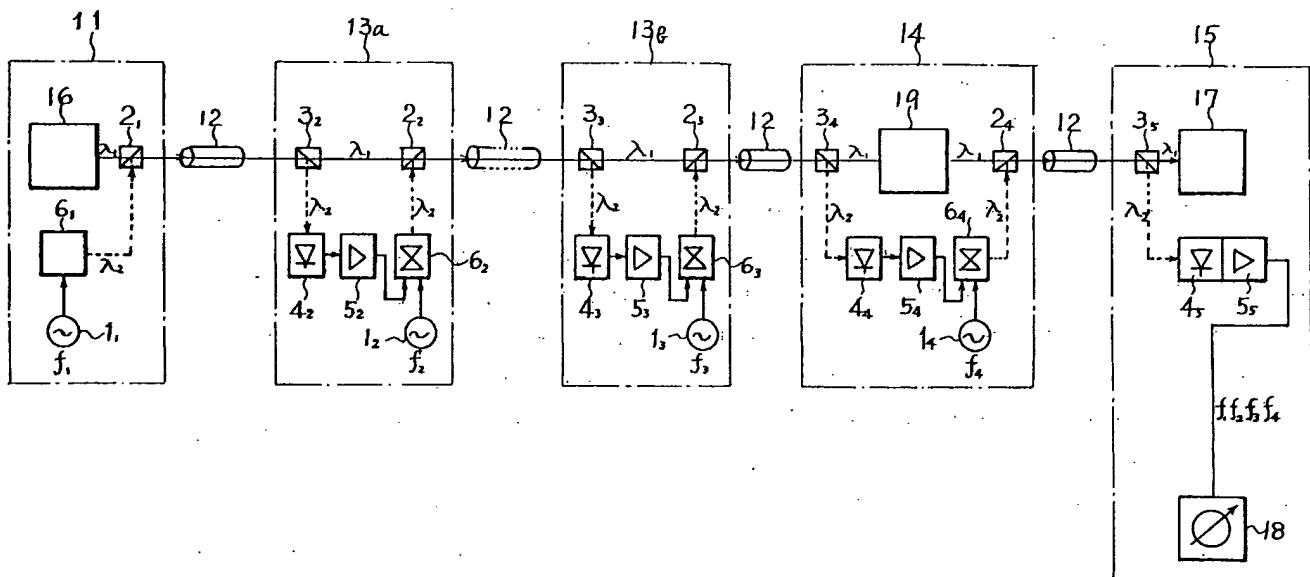 11
13a
13b
14
15
16
2₁
12
3₂
2₂
12
3₃
2₃
12
3₄
19
2₄
12
3₅
17
λ₁
λ₁
λ₁
λ₁
λ₁
λ₁
6₁
λ₂
λ₂
λ₂
λ₂
λ₂
λ₂
6₄
λ₂
λ₂
6₂
6₃
4₂
5₂
4₃
5₃
4₄
5₄
4₅
5₅
1₁
1₂
1₃
1₄
f₁
f₂
f₃
f₄
f₁f₂f₃f₄
18